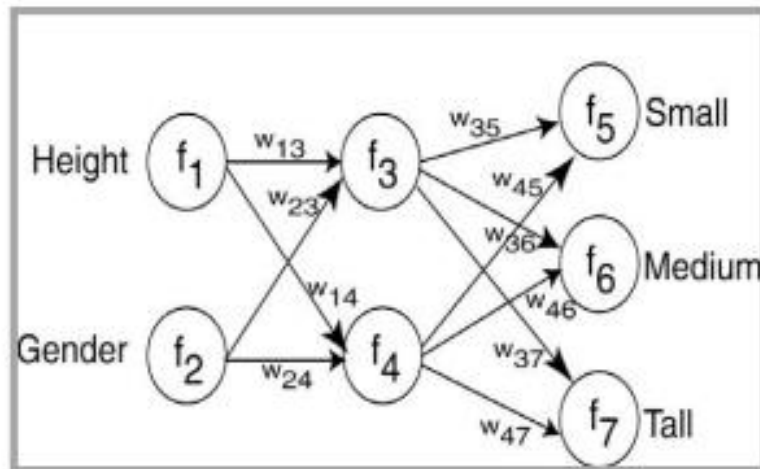 Height
f1
w13
f3
w35
f5
Small
w23
w45
w36
f6
Medium
w14
w46
Gender
f2
w24
f4
w37
w47
f7
Tall